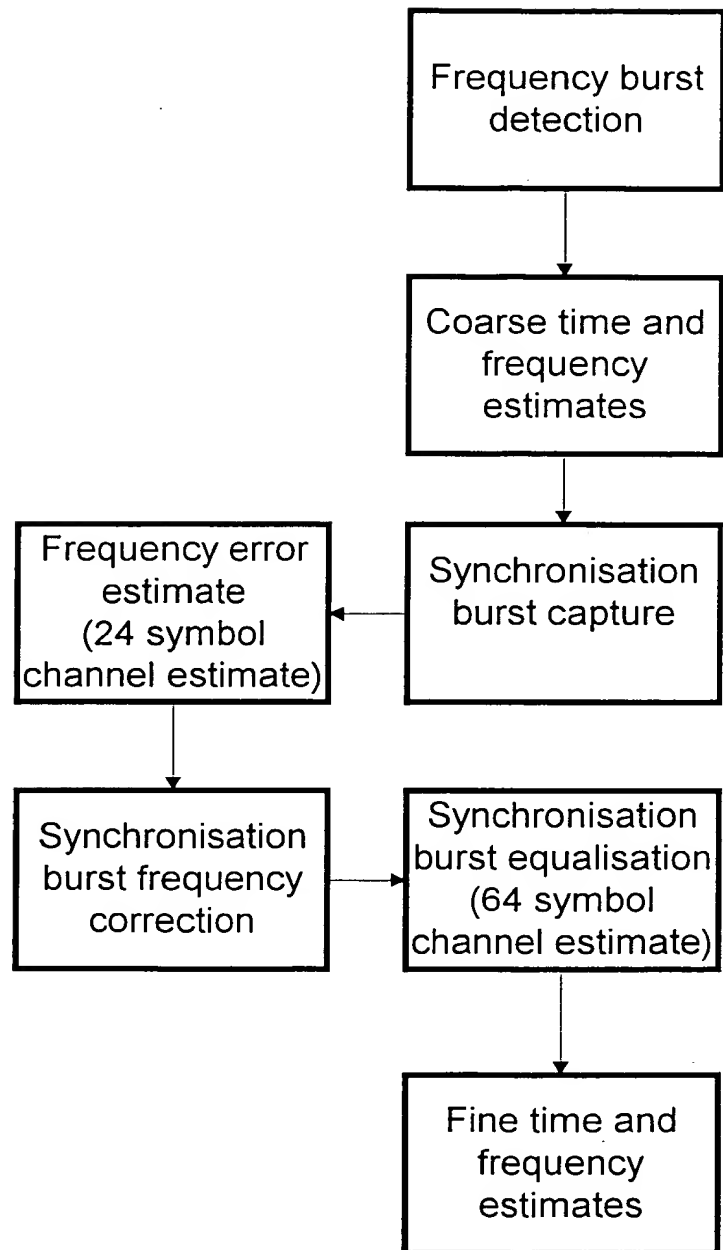 Frequency burst
detection
Coarse time and
frequency
estimates
Synchronisation
burst capture
Frequency error
estimate
(24 symbol
channel estimate)
Synchronisation
burst frequency
correction
Synchronisation
burst equalisation
(64 symbol
channel estimate)
Fine time and
frequency
estimates